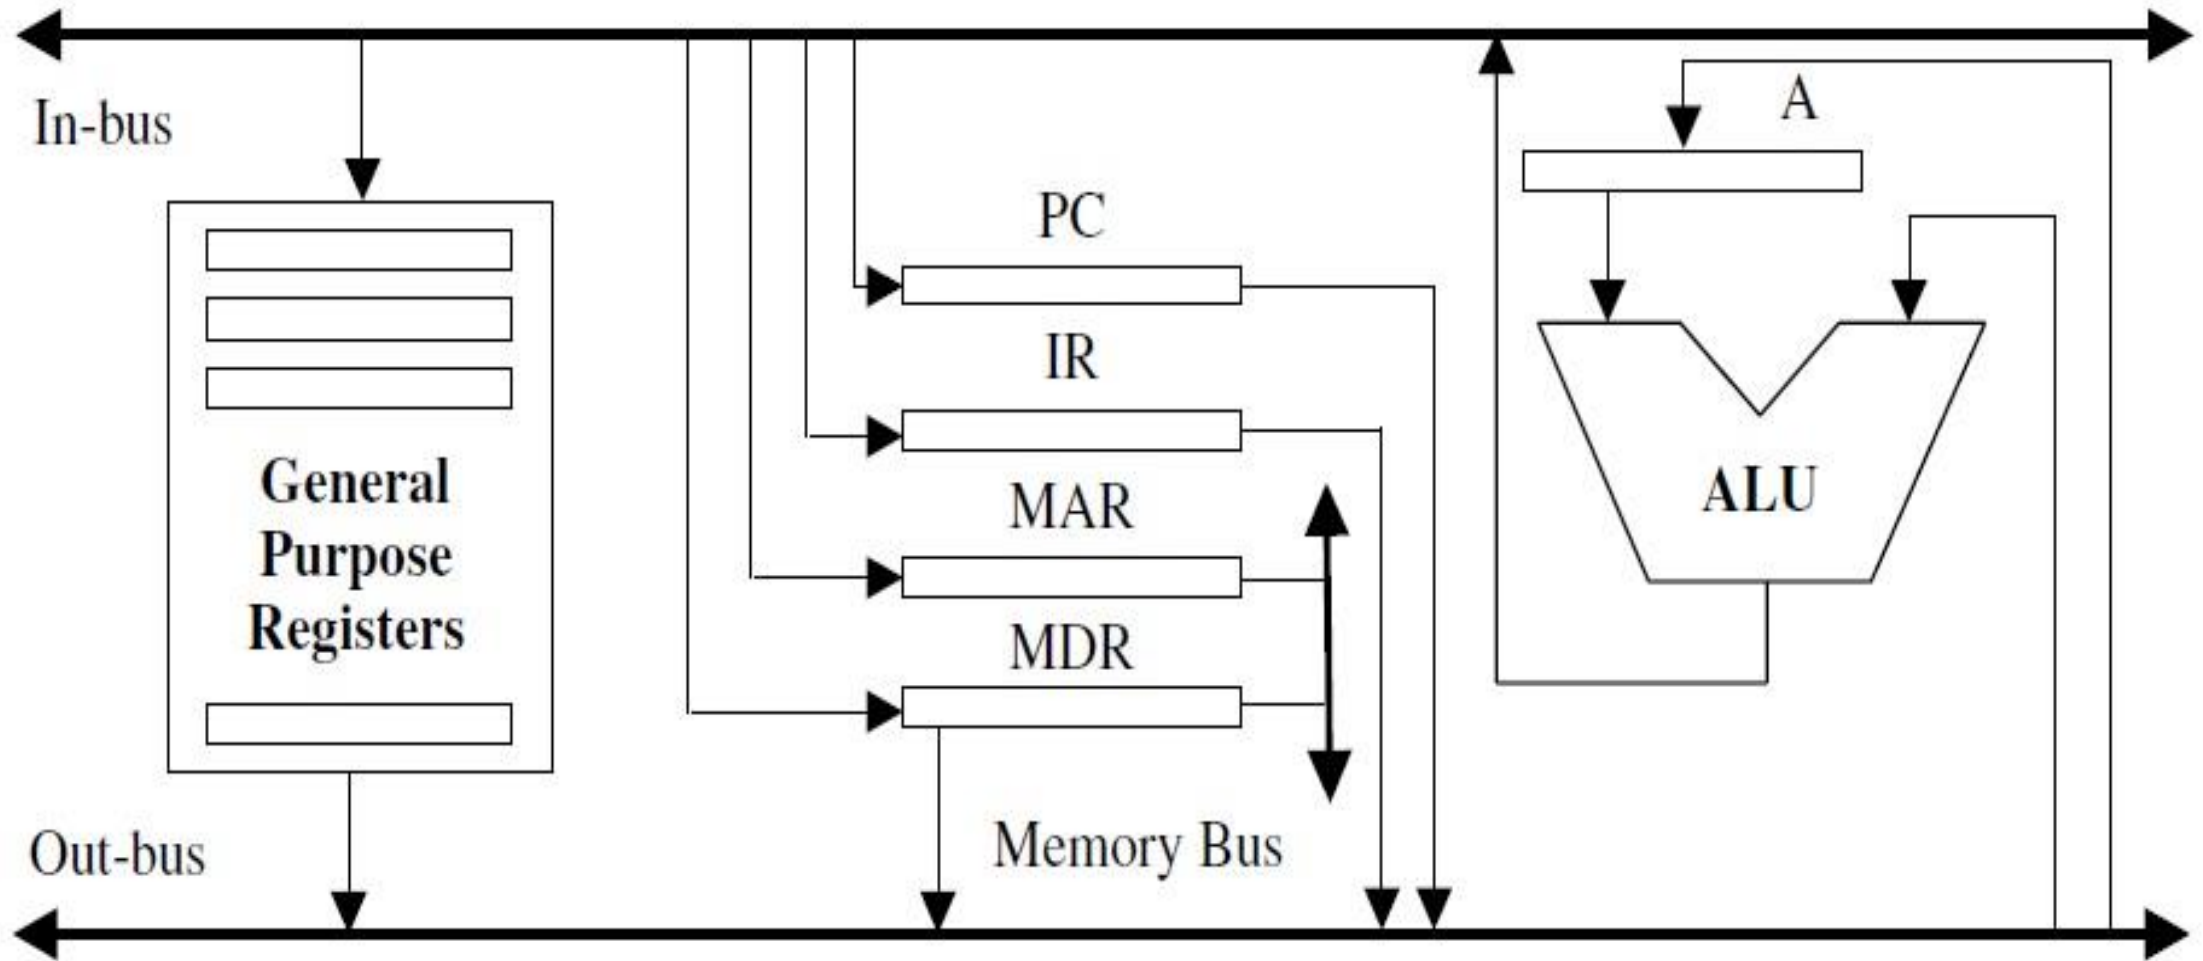 In-bus
A
PC
IR
General
Purpose
Registers
MAR
ALU
MDR
Out-bus
Memory Bus